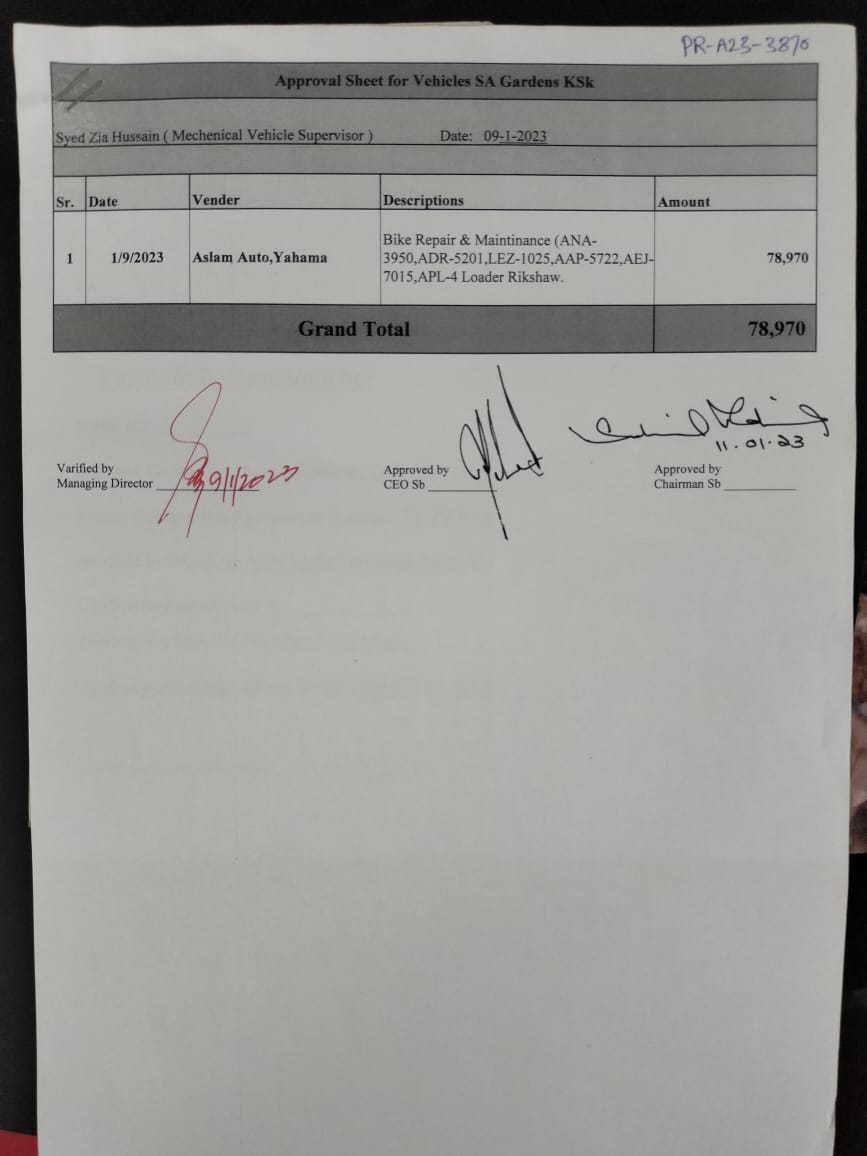 PR-A23-3870
Approval Sheet for Vehicles SA Gardens KSk
Syed Zia Hussain ( Mechenical Vehicle Supervisor ) Date: 09-1-2023
Sr. Date Vender Descriptions Amount
1 1/9/2023 Aslam Auto,Yahama Bike Repair & Maintinance (ANA-
3950,ADR-5201,LEZ-1025,AAP-5722,AEJ-
7015,APL-4 Loader Rikshaw. 78,970
Grand Total 78,970
11.01.23
Varified by
Managing Director 9/1/2023
Approved by
CEO Sb
Approved by
Chairman Sb